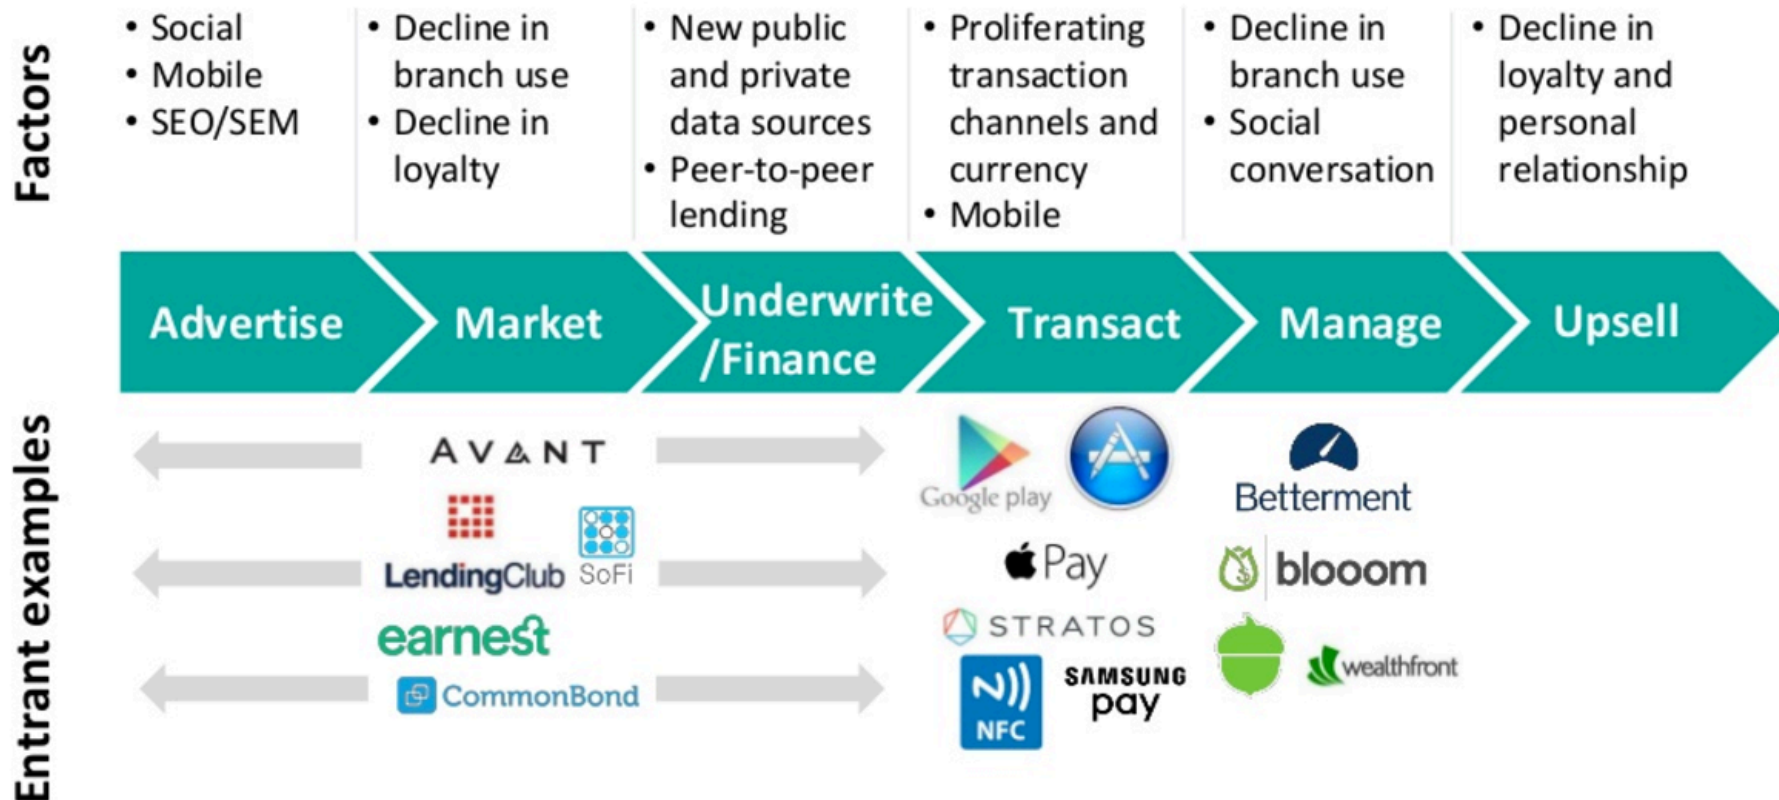 Factors
• Social
• Mobile
• SEO/SEM
• Decline in
branch use
• Decline in
loyalty
• New public
and private
data sources
• Peer-to-peer
lending
• Proliferating
transaction
channels and
currency
• Mobile
• Decline in
branch use
• Social
conversation
• Decline in
loyalty and
personal
relationship
Advertise
Market
Underwrite
/Finance
Transact
Manage
Upsell
Entrant examples
AVANT
LendingClub
SoFi
earnest
CommonBond
Google play
Pay
STRATOS
NFC
SAMSUNG
pay
Betterment
blooom
wealthfront